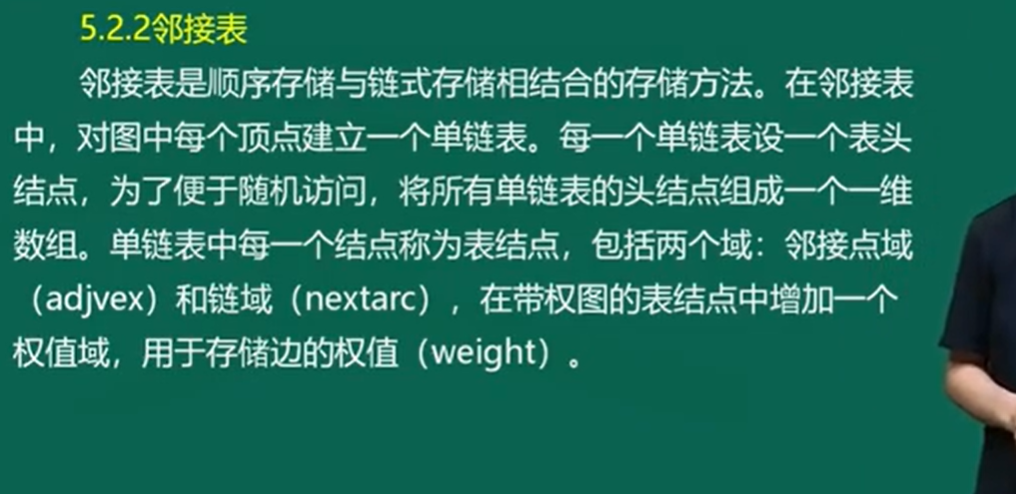 5.2.2邻接表
邻接表是顺序存储与链式存储相结合的存储方法。在邻接表
中，对图中每个顶点建立一个单链表。每一个单链表设一个表头
结点，为了便于随机访问，将所有单链表的头结点组成一个一维
数组。单链表中每一个结点称为表结点，包括两个域：邻接点域
（adjvex）和链域（nextarc），在带权图的表结点中增加一个
权值域，用于存储边的权值（weight）。